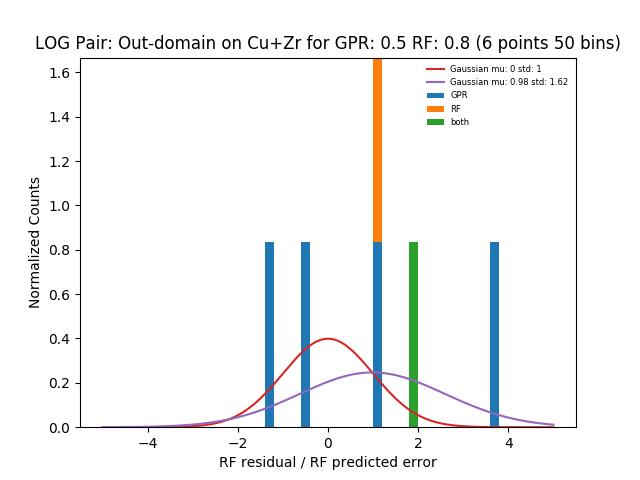 LOG Pair: Out-domain on Cu+Zr for GPR: 0.5 RF: 0.8 (6 points 50 bins)
Gaussian mu: 0 std: 1
Gaussian mu: 0.98 std: 1.62
GPR
RF
both
Normalized Counts
1.6
1.4
1.2
1.0
0.8
0.6
0.4
0.2
0.0
−4
−2
0
2
4
RF residual / RF predicted error